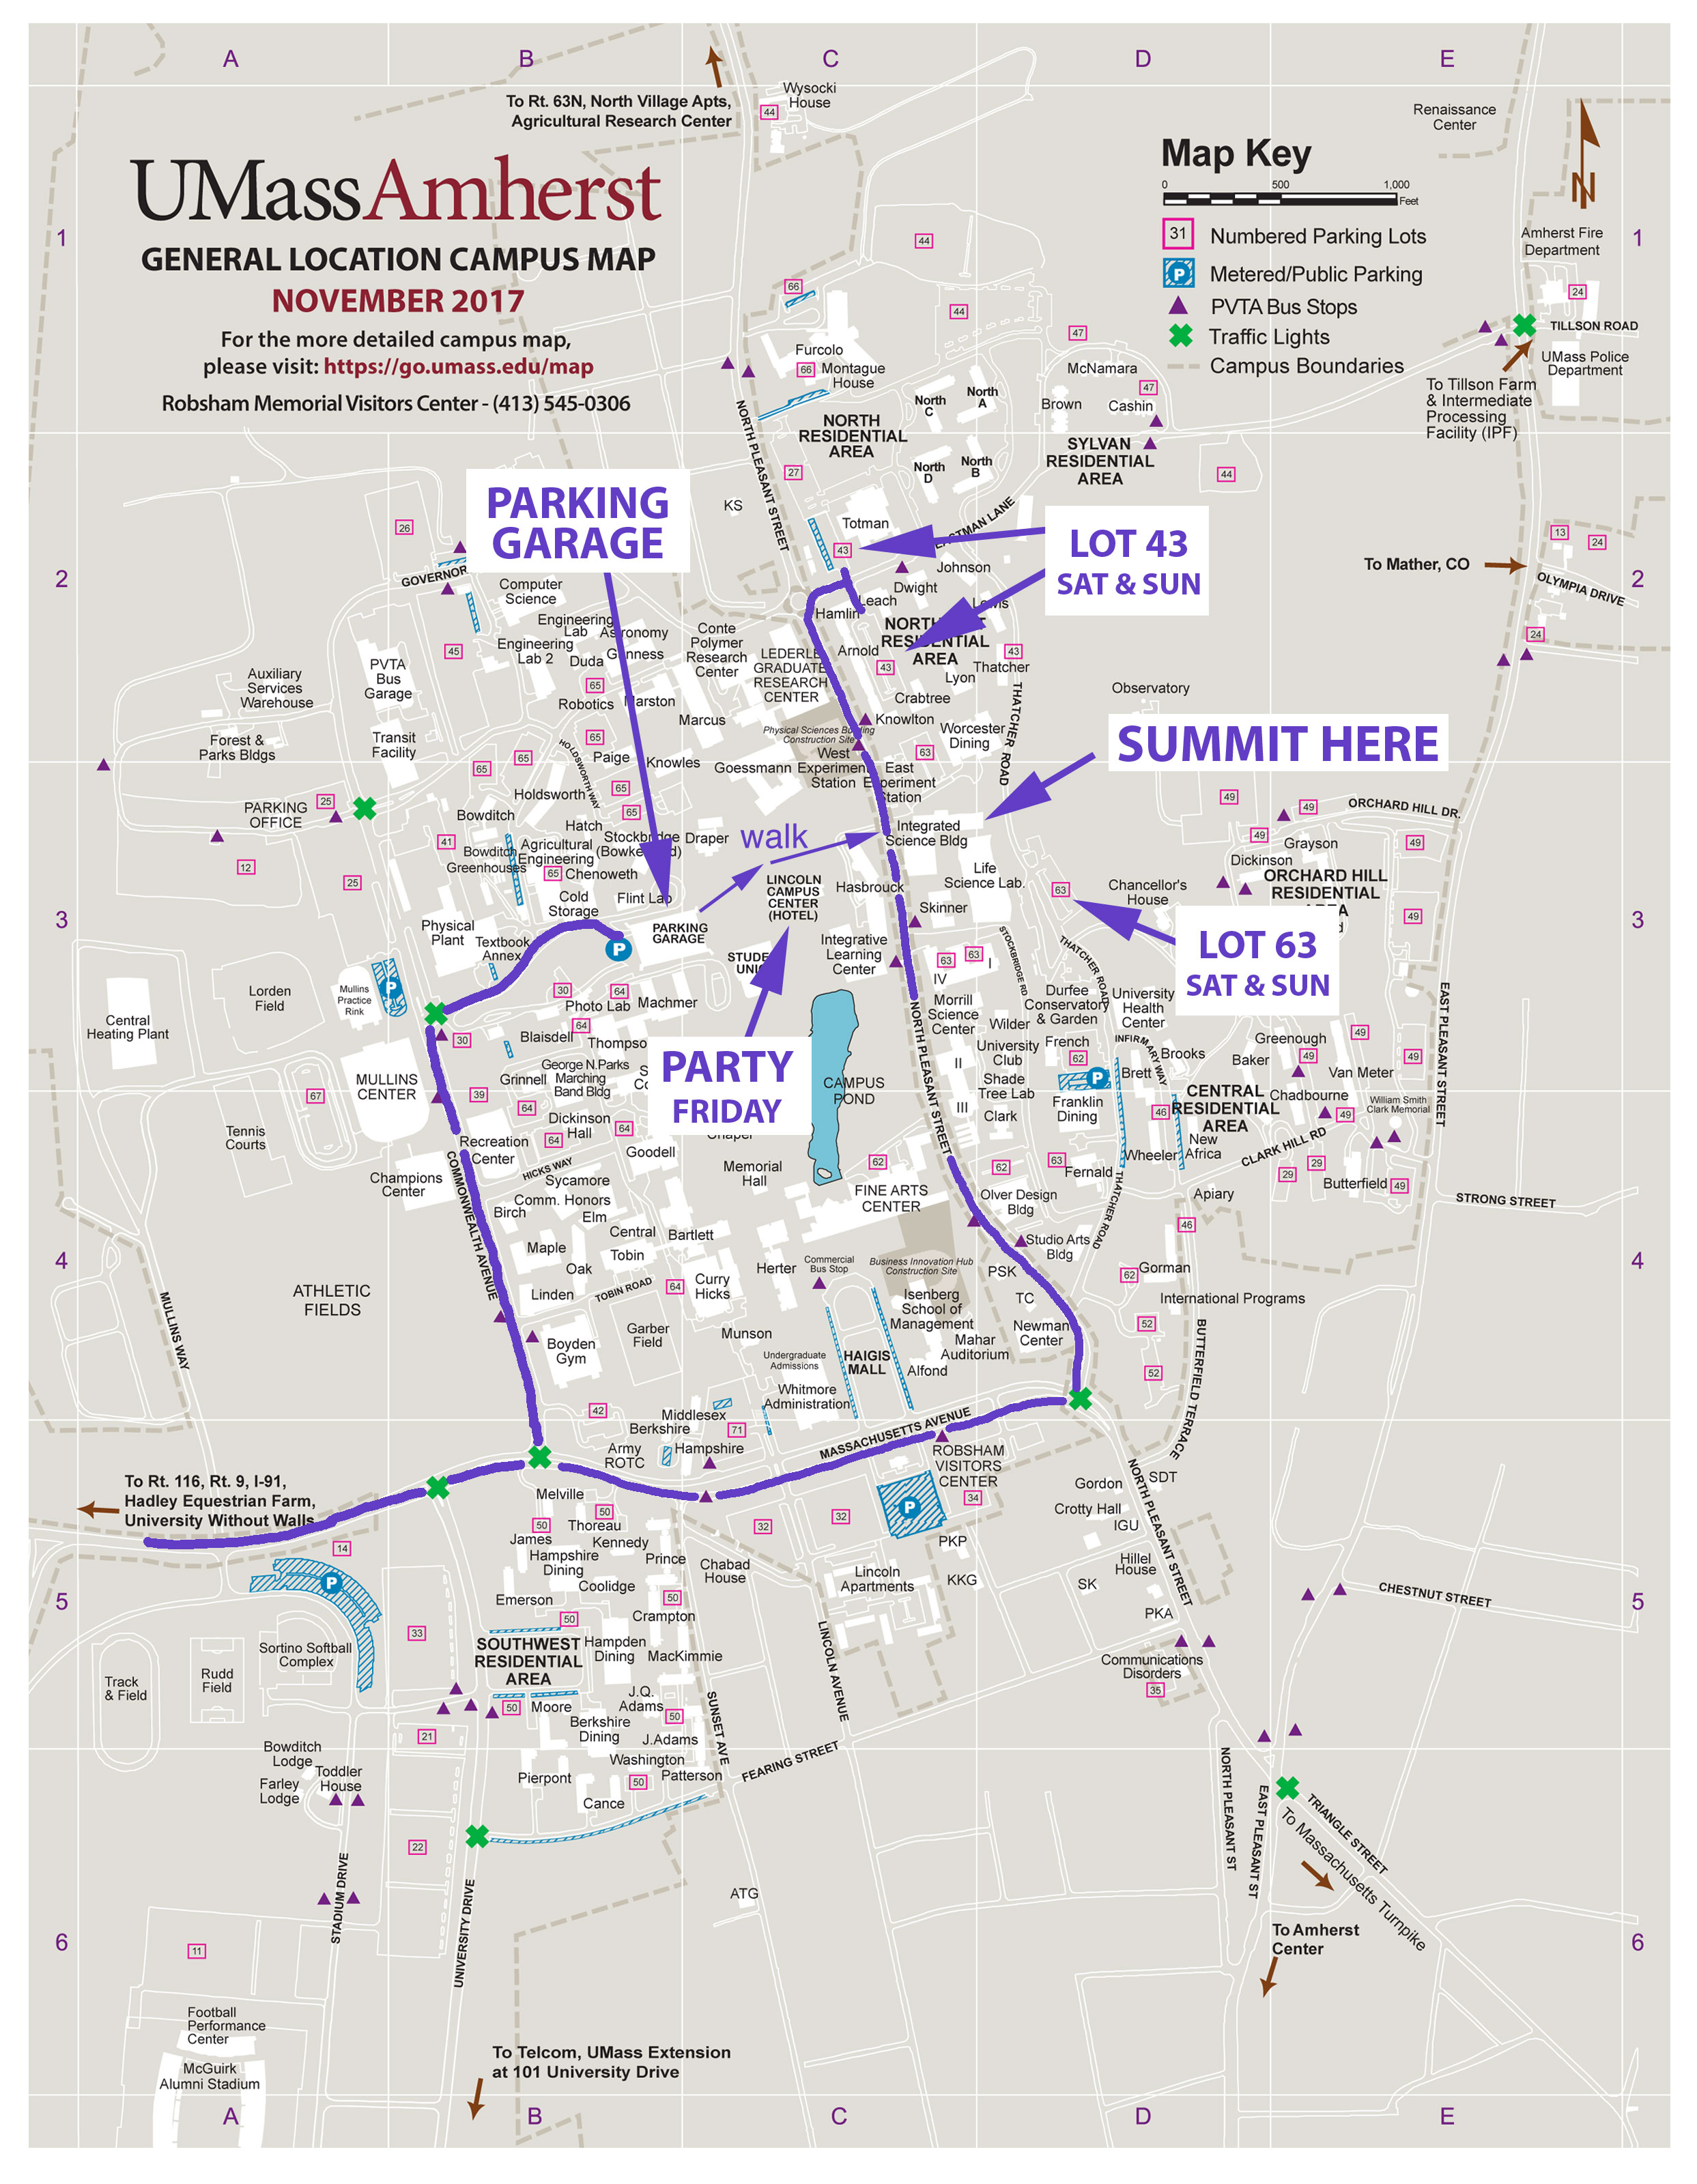 A
B
C
D
E
To Rt. 63N, North Village Apts,
Agricultural Research Center
Wysocki
House
44
Renaissance
Center
UMassAmherst
GENERAL LOCATION CAMPUS MAP
NOVEMBER 2017
For the more detailed campus map,
please visit: https://go.umass.edu/map
Robsham Memorial Visitors Center - (413) 545-0306
Map Key
0
500
1,000
Feet
31
Numbered Parking Lots
P
Metered/Public Parking
PVTA Bus Stops
Traffic Lights
Campus Boundaries
N
1
1
44
Amherst Fire
Department
24
66
44
47
TILLSON ROAD
UMass Police
Department
To Tillson Farm
& Intermediate
Processing
Facility (IPF)
Furcolo
66
Montague
House
McNamara
47
Brown
Cashin
North
C
North
A
NORTH
RESIDENTIAL
AREA
NORTH PLEASANT STREET
SYLVAN
RESIDENTIAL
AREA
North
D
North
B
27
44
KS
PARKING
GARAGE
26
Totman
43
LOT 43
SAT & SUN
13
24
To Mather, CO
OLYMPIA DRIVE
2
2
GOVERNOR
Computer
Science
Johnson
Dwight
Leach
Hamlin
24
Engineering
Lab
Astronomy
Engineering
Lab 2
Duda
Gunness
45
Conte
Polymer
Research
Center
LEDERLE
GRADUATE
RESEARCH
CENTER
Arnold
RESIDENTIAL
AREA
43
43
Thatcher
Lyon
PVTA
Bus
Garage
Auxiliary
Services
Warehouse
65
Robotics
Marston
Marcus
Crabtree
Observatory
THATCHER ROAD
Knowlton
Physical Sciences Building
Construction Site
Worcester
Dining
63
SUMMIT HERE
Forest &
Parks Bldgs
Transit
Facility
65
65
65
HOLDSWORTH WAY
Paige
Knowles
Goessmann
West
Experiment
Station
East
Experiment
Station
65
65
Holdsworth
PARKING
OFFICE
25
Bowditch
Hatch
Stockbridge
Draper
walk
Integrated
Science Bldg
49
49
ORCHARD HILL DR.
49
Grayson
49
41
Bowditch
Greenhouses
Agricultural
Engineering
65
Chenoweth
12
25
Dickinson
ORCHARD HILL
RESIDENTIAL
LINCOLN
CAMPUS
CENTER
(HOTEL)
Hasbrouck
Life
Science Lab.
63
Chancellor's
House
Cold
Storage
Flint Lab
49
3
3
Skinner
Physical
Plant
Textbook
Annex
P
PARKING
GARAGE
Integrative
Learning
Center
63
63
I
IV
STOCKBRIDGE RD
THATCHER ROAD
LOT 63
SAT & SUN
P
Mullins
Practice
Rink
Lorden
Field
Central
Heating Plant
30
64
Photo Lab
Machmer
Morrill
Science
Center
Durfee
Conservatory
& Garden
University
Health
Center
EAST PLEASANT STREET
30
64
Blaisdell
Wilder
French
INFIRMARY WAY
Greenough
49
MULLINS
CENTER
George N.Parks
Marching
Band Bldg
Grinnell
PARTY
FRIDAY
CAMPUS
POND
NORTH PLEASANT STREET
II
University
Club
62
Brooks
Baker
49
49
Van Meter
67
39
64
Shade
Tree Lab
III
Clark
P
Brett
Franklin
Dining
46
CENTRAL
RESIDENTIAL
AREA
Chadbourne
49
William Smith
Clark Memorial
Tennis
Courts
Dickinson
Hall
64
64
Recreation
Center
Goodell
New
Africa
Wheeler
CLARK HILL RD
Champions
Center
HICKS WAY
Sycamore
Memorial
Hall
62
FINE ARTS
CENTER
62
63
Fernald
29
29
Butterfield
49
STRONG STREET
Comm. Honors
Birch
Elm
Olver Design
Bldg
Apiary
46
COMMONWEALTH AVENUE
Central
Bartlett
Studio Arts
Bldg
THATCHER ROAD
4
4
Maple
Tobin
Oak
Herter
Commercial
Bus Stop
Business Innovation Hub
Construction Site
PSK
62
Gorman
MULLINS WAY
ATHLETIC
FIELDS
Linden
TOBIN ROAD
64
Curry
Hicks
Isenberg
School of
Management
TC
International Programs
Garber
Field
Munson
Newman
Center
52
Boyden
Gym
Undergraduate
Admissions
HAIGIS
MALL
Mahar
Auditorium
Alfond
BUTTERFIELD TERRACE
52
Whitmore
Administration
42
Middlesex
Berkshire
71
MASSACHUSETTS AVENUE
Army
ROTC
Hampshire
ROBSHAM
VISITORS
CENTER
To Rt. 116, Rt. 9, I-91,
Hadley Equestrian Farm,
University Without Walls
Melville
50
50
Thoreau
32
32
P
34
Gordon
SDT
Crotty Hall
IGU
NORTH PLEASANT STREET
14
James
Kennedy
Hampshire
Dining
Prince
Chabad
House
PKP
Hillel
House
P
Coolidge
Lincoln
Apartments
KKG
SK
5
5
Emerson
50
50
Crampton
PKA
CHESTNUT STREET
33
Sortino Softball
Complex
SOUTHWEST
RESIDENTIAL
AREA
Hampden
Dining
MacKimmie
LINCOLN AVENUE
Communications
Disorders
35
Track
& Field
Rudd
Field
50
Moore
J.Q.
Adams
50
Berkshire
Dining
J.Adams
SUNSET AVE
21
Bowditch
Lodge
Toddler
House
Farley
Lodge
Washington
Patterson
Pierpont
50
Cance
FEARING STREET
NORTH PLEASANT ST
EAST PLEASANT ST
TRIANGLE STREET
To Massachusetts Turnpike
22
STADIUM DRIVE
UNIVERSITY DRIVE
ATG
To Amherst
Center
6
6
11
Football
Performance
Center
McGuirk
Alumni Stadium
To Telcom, UMass Extension
at 101 University Drive
A
B
C
D
E